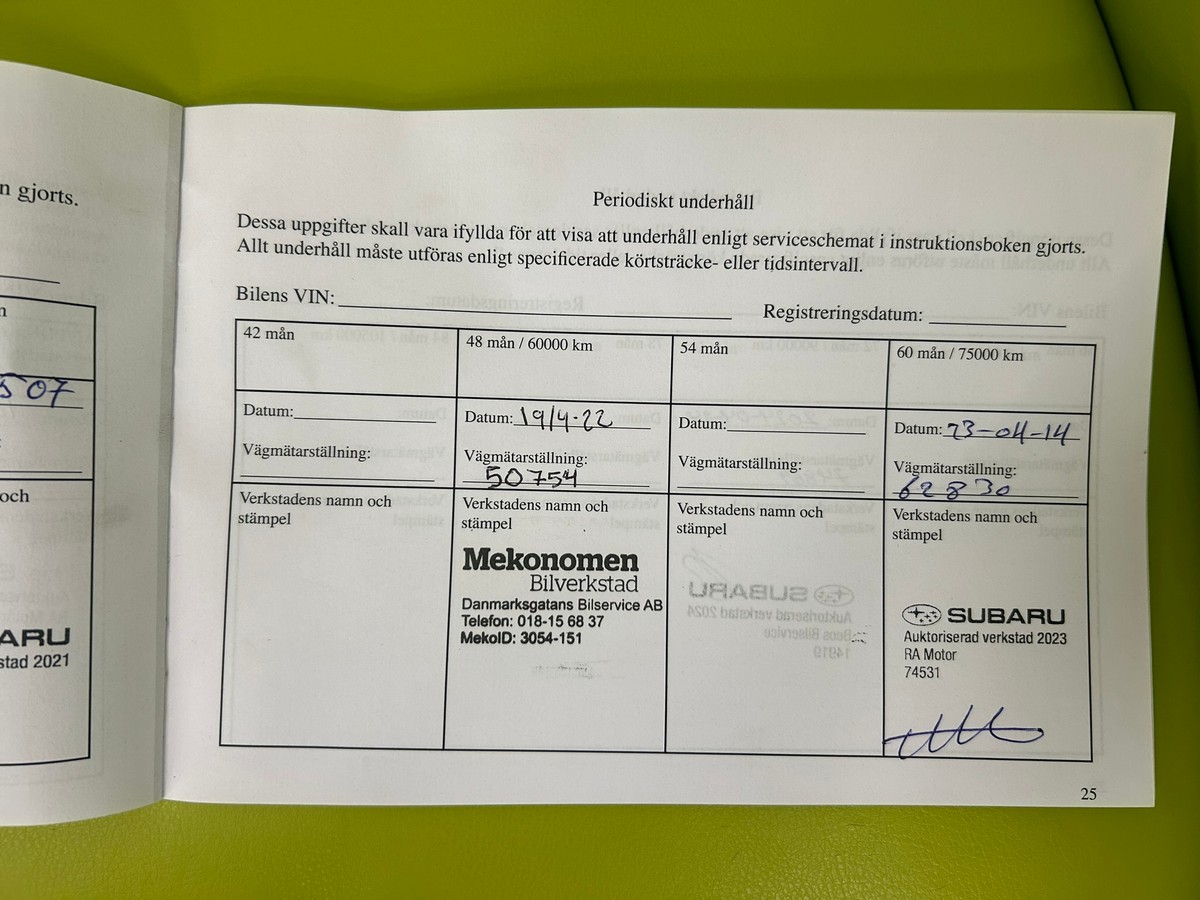 n gjorts.
n
507
och
ARU
stad 2021
Periodiskt underhåll
Dessa uppgifter skall vara ifyllda för att visa att underhåll enligt serviceschemat i instruktionsboken gjorts.
Allt underhåll måste utföras enligt specificerade körtsträcke- eller tidsintervall.
Bilens VIN:
Registreringsdatum:
42 mån
Datum:
Vägmätarställning:
Verkstadens namn och
stämpel
48 mån / 60000 km
Datum: 19/4-22
Vägmätarställning:
50754
Verkstadens namn och
stämpel
Mekonomen
Bilverkstad
Danmarksgatans Bilservice AB
Telefon: 018-15 68 37
MekoID: 3054-151
54 mån
Datum:
Vägmätarställning:
Verkstadens namn och
stämpel
60 mån / 75000 km
Datum: 23-04-14
Vägmätarställning:
62830
Verkstadens namn och
stämpel
SUBARU
Auktoriserad verkstad 2023
RA Motor
74531
25